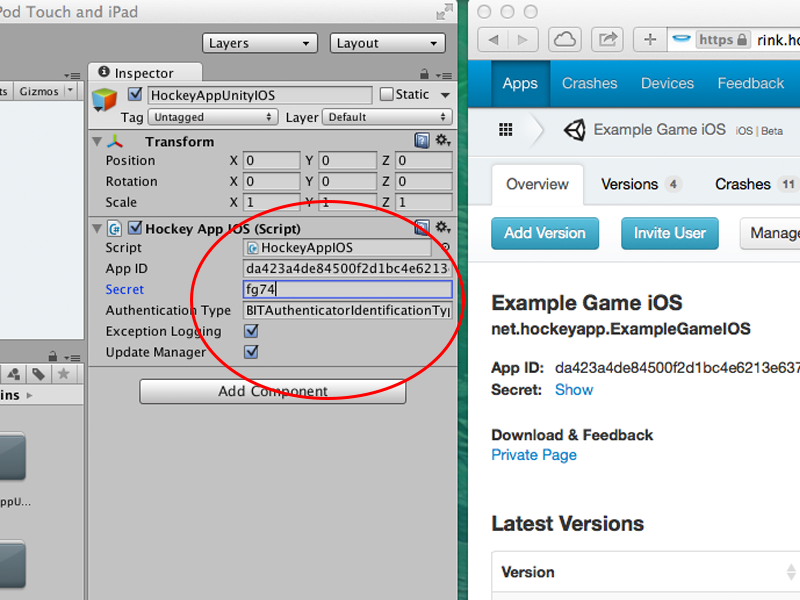 Pod Touch and iPad
Layers
Layout
Gizmos
Inspector
HockeyAppUnityIOS
Static
Tag
Untagged
Layer
Default
Transform
Position
X 0
Y 0
Z 0
Rotation
X 0
Y 0
Z 0
Scale
X 1
Y 1
Z 1
Hockey App IOS (Script)
Script
HockeyAppIOS
App ID
da423a4de84500f2d1bc4e6213
Secret
fg74
Authentication Type
BITAuthenticatorIdentificationTy
Exception Logging
Update Manager
Add Component
ins
ppU...
https
rink.h
Apps
Crashes
Devices
Feedback
Example Game iOS
iOS | Beta
Overview
Versions 4
Crashes 11
Add Version
Invite User
Manage
Example Game iOS
net.hockeyapp.ExampleGameIOS
App ID: da423a4de84500f2d1bc4e6213e637
Secret: Show
Download & Feedback
Private Page
Latest Versions
Version